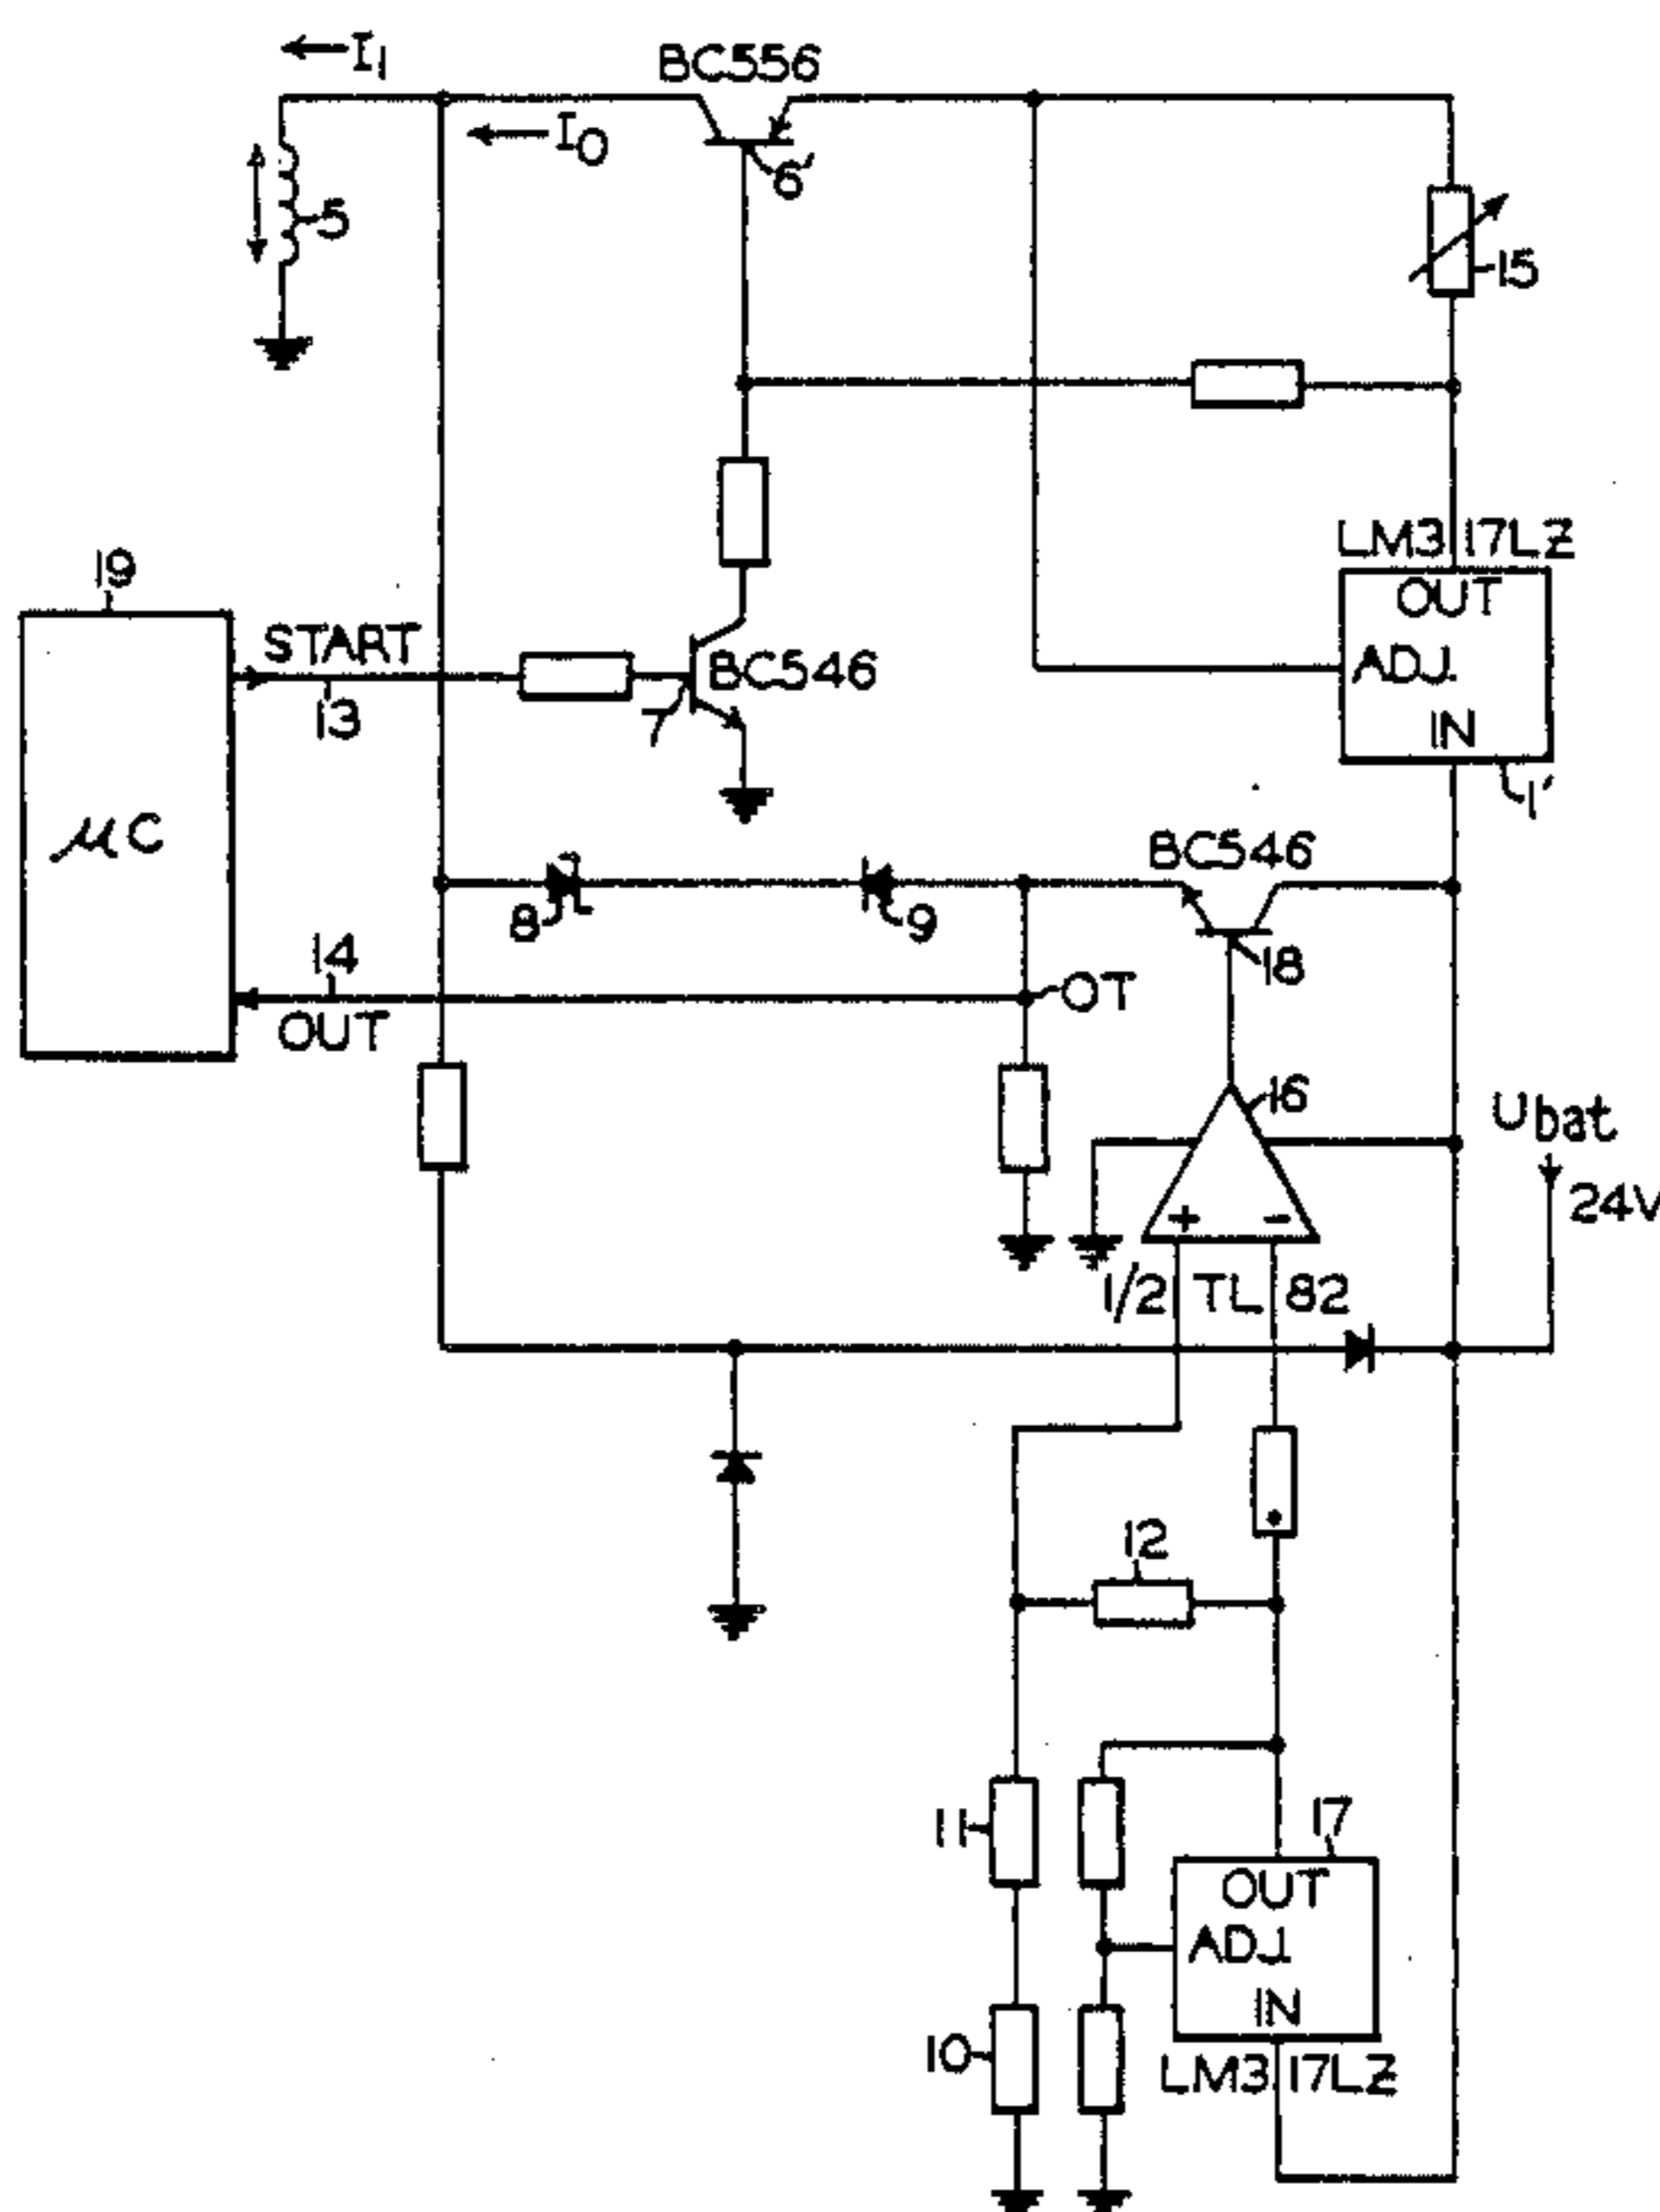 I1
BC556
I0
6'
5
15
LM317LZ
OUT
ADJ.
IN
1'
19
START
13
BC546
7
μC
BC546
8
9
18
14
OUT
OT
16
Ubat
24V
+ -
1/2 TL 82
12
11
17
OUT
ADJ
IN
10
LM317LZ